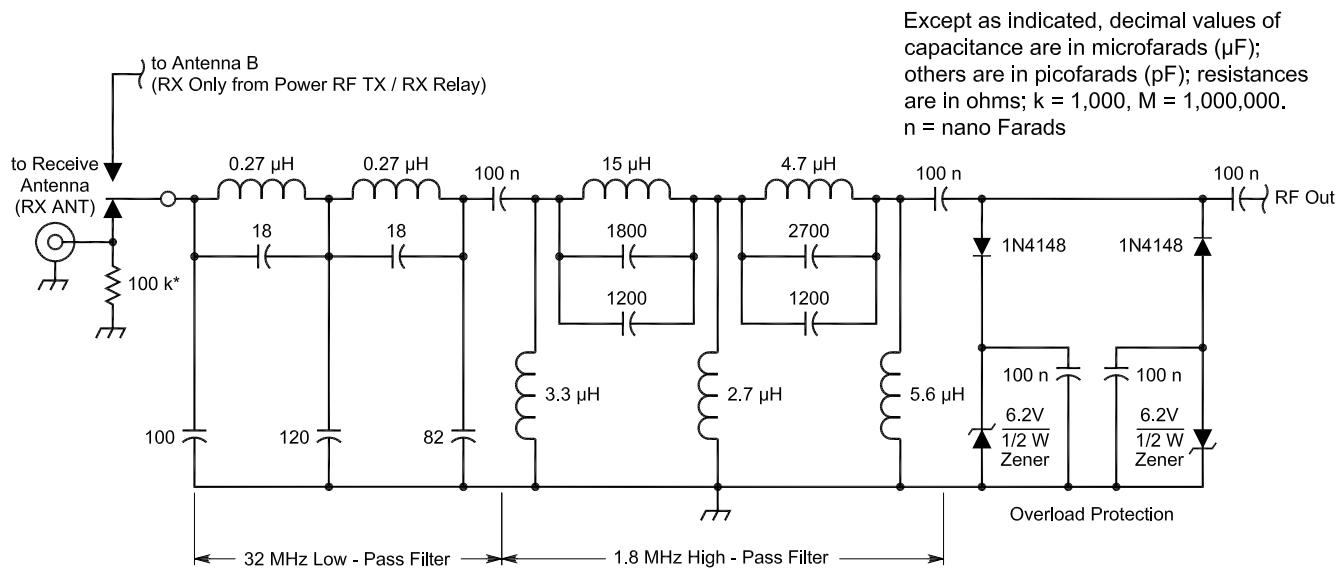 Except as indicated, decimal values of
capacitance are in microfarads (µF);
others are in picofarads (pF); resistances
are in ohms; k = 1,000, M = 1,000,000.
n = nano Farads
to Antenna B
(RX Only from Power RF TX / RX Relay)
to Receive
Antenna
(RX ANT)
0.27 µH
0.27 µH
100 n
15 µH
4.7 µH
100 n
100 n
RF Out
18
18
1800
2700
1N4148
1N4148
100 k*
1200
1200
3.3 µH
2.7 µH
5.6 µH
100 n
100 n
100
120
82
6.2V
1/2 W
Zener
6.2V
1/2 W
Zener
Overload Protection
32 MHz Low - Pass Filter
1.8 MHz High - Pass Filter